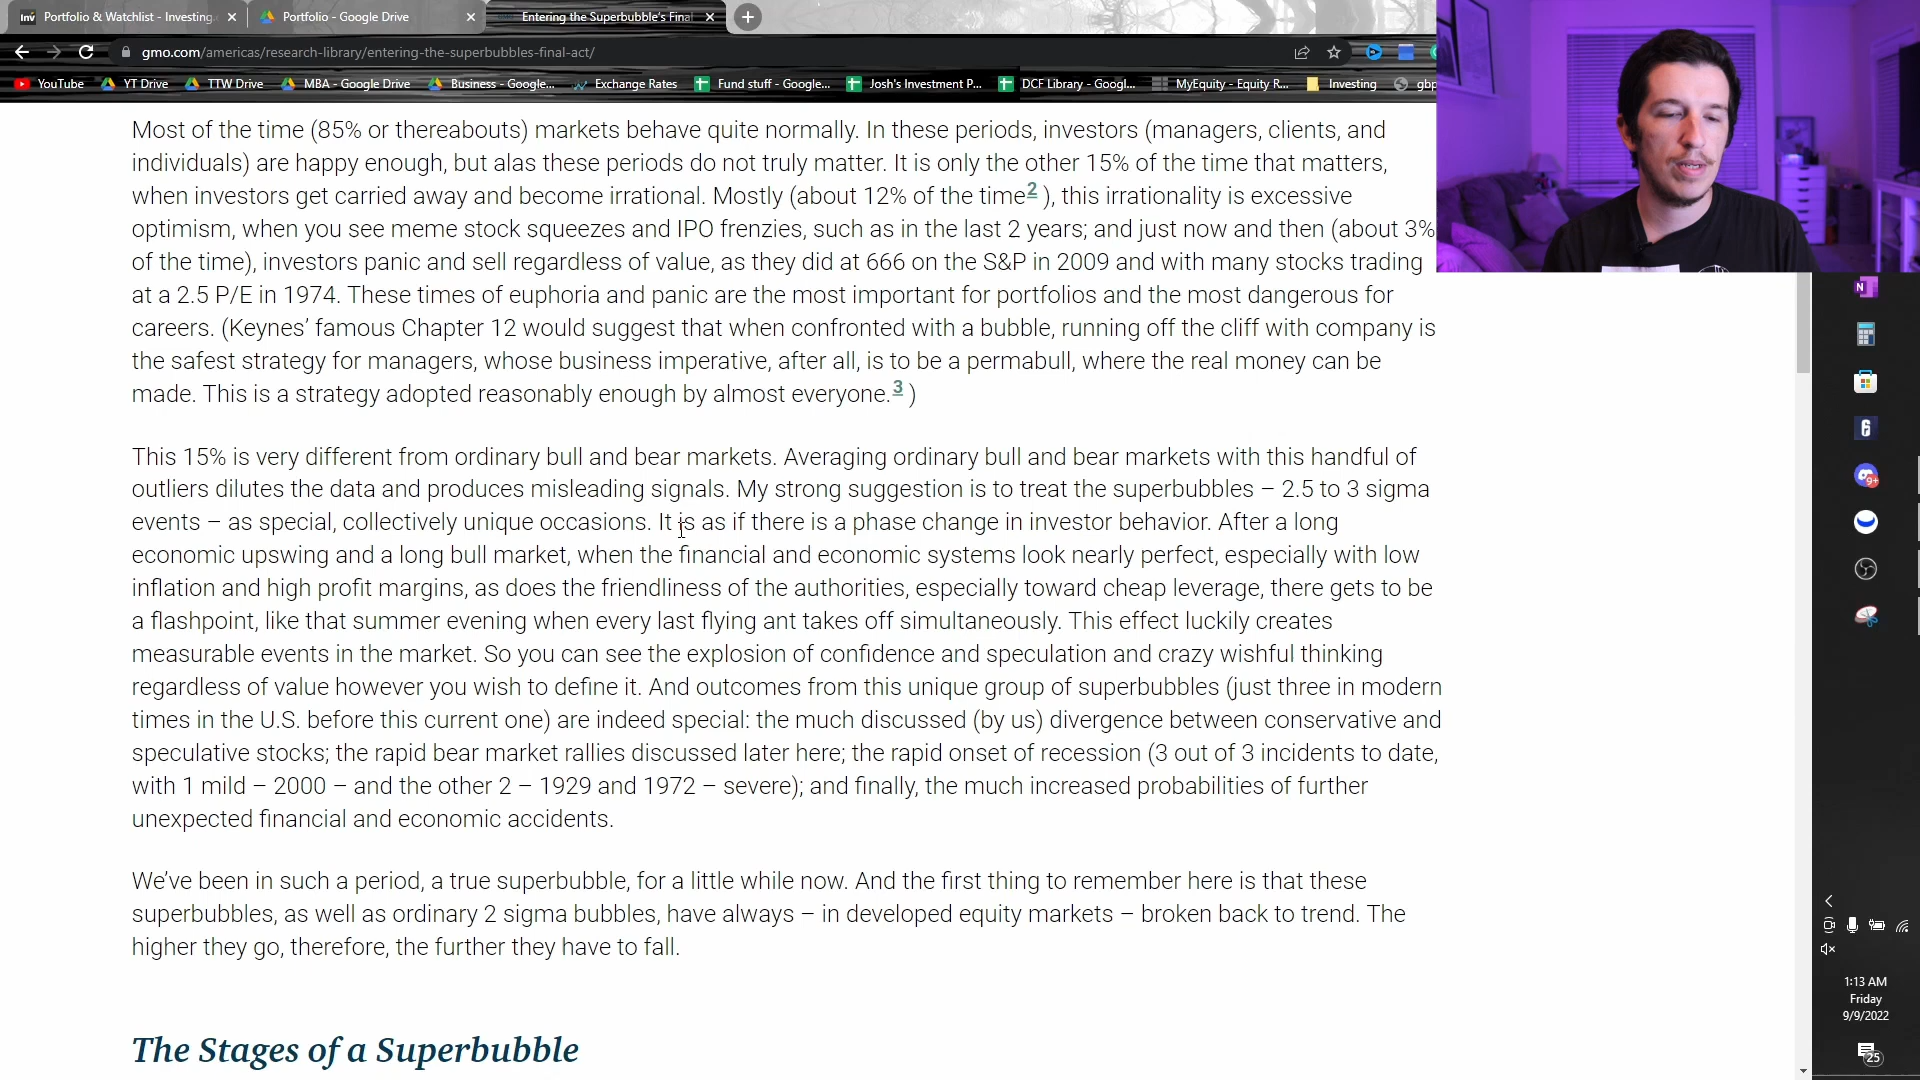 Portfolio & Watchlist - Investing.
Portfolio - Google Drive
Entering the Superbubble's Fina
gmo.com/americas/research-library/entering-the-superbubbles-final-act/
YouTube
YT Drive
TTW Drive
MBA - Google Drive
Business - Google...
Exchange Rates
Fund stuff - Google...
Josh's Investment P...
DCF Library - Googl...
MyEquity - Equity R...
Investing
gbp
Most of the time (85% or thereabouts) markets behave quite normally. In these periods, investors (managers, clients, and
individuals) are happy enough, but alas these periods do not truly matter. It is only the other 15% of the time that matters,
when investors get carried away and become irrational. Mostly (about 12% of the time2 ), this irrationality is excessive
optimism, when you see meme stock squeezes and IPO frenzies, such as in the last 2 years; and just now and then (about 3%
of the time), investors panic and sell regardless of value, as they did at 666 on the S&P in 2009 and with many stocks trading
at a 2.5 P/E in 1974. These times of euphoria and panic are the most important for portfolios and the most dangerous for
careers. (Keynes' famous Chapter 12 would suggest that when confronted with a bubble, running off the cliff with company is
the safest strategy for managers, whose business imperative, after all, is to be a permabull, where the real money can be
made. This is a strategy adopted reasonably enough by almost everyone.3 )
This 15% is very different from ordinary bull and bear markets. Averaging ordinary bull and bear markets with this handful of
outliers dilutes the data and produces misleading signals. My strong suggestion is to treat the superbubbles – 2.5 to 3 sigma
events – as special, collectively unique occasions. It is as if there is a phase change in investor behavior. After a long
economic upswing and a long bull market, when the financial and economic systems look nearly perfect, especially with low
inflation and high profit margins, as does the friendliness of the authorities, especially toward cheap leverage, there gets to be
a flashpoint, like that summer evening when every last flying ant takes off simultaneously. This effect luckily creates
measurable events in the market. So you can see the explosion of confidence and speculation and crazy wishful thinking
regardless of value however you wish to define it. And outcomes from this unique group of superbubbles (just three in modern
times in the U.S. before this current one) are indeed special: the much discussed (by us) divergence between conservative and
speculative stocks; the rapid bear market rallies discussed later here; the rapid onset of recession (3 out of 3 incidents to date,
with 1 mild – 2000 – and the other 2 – 1929 and 1972 – severe); and finally, the much increased probabilities of further
unexpected financial and economic accidents.
We've been in such a period, a true superbubble, for a little while now. And the first thing to remember here is that these
superbubbles, as well as ordinary 2 sigma bubbles, have always – in developed equity markets – broken back to trend. The
higher they go, therefore, the further they have to fall.
The Stages of a Superbubble
N
6
9+
1:13 AM
Friday
9/9/2022
25